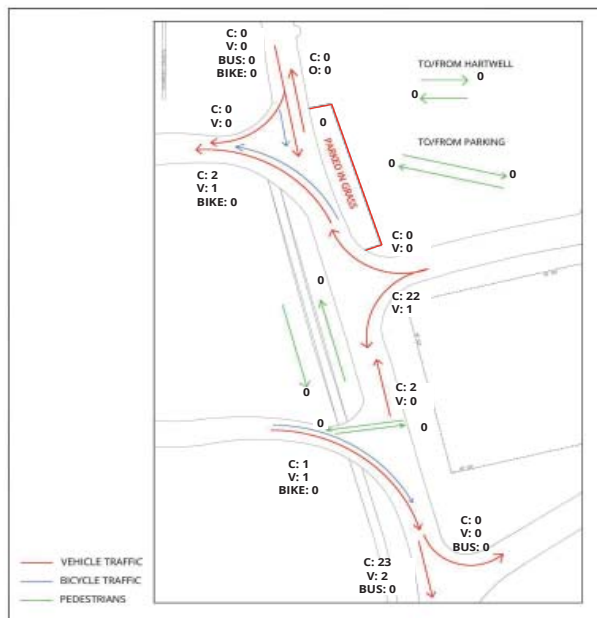 C: 0
V: 0
BUS: 0
BIKE: 0
C: 0
O: 0
TO/FROM HARTWELL
0
0
C: 0
V: 0
0
PARKED IN GRASS
TO/FROM PARKING
0
0
C: 2
V: 1
BIKE: 0
C: 0
V: 0
0
C: 22
V: 1
0
C: 2
V: 0
0
0
C: 1
V: 1
BIKE: 0
C: 0
V: 0
BUS: 0
C: 23
V: 2
BUS: 0
VEHICLE TRAFFIC
BICYCLE TRAFFIC
PEDESTRIANS